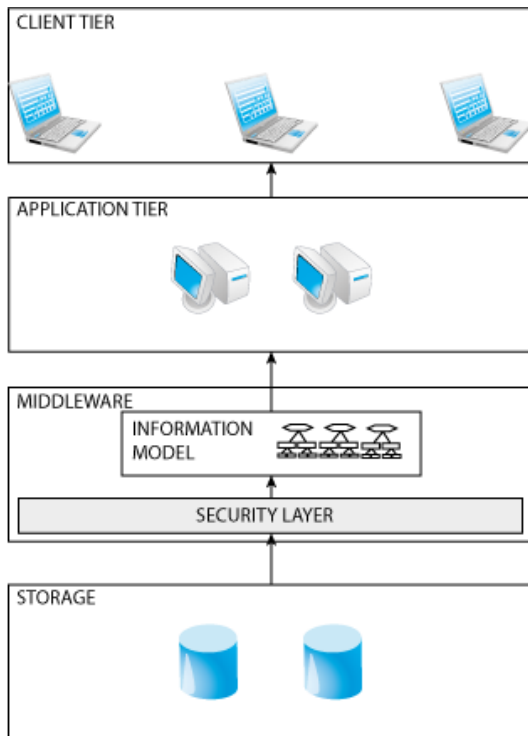 CLIENT TIER
APPLICATION TIER
MIDDLEWARE
INFORMATION
MODEL
SECURITY LAYER
STORAGE